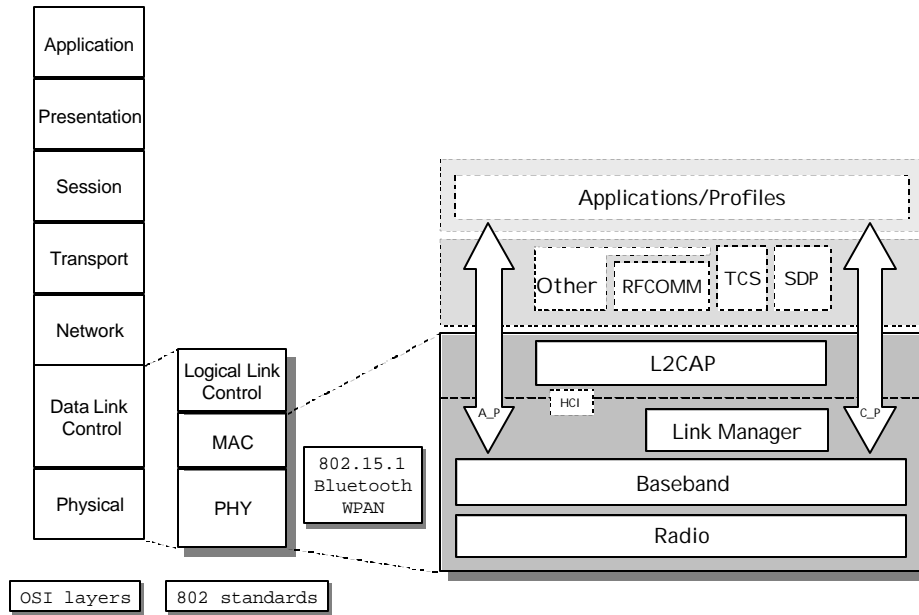 Application
Presentation
Session
Transport
Network
Data Link
Control
Physical
Logical Link
Control
MAC
PHY
802.15.1
Bluetooth
WPAN
Applications/Profiles
Other
RFCOMM
TCS
SDP
L2CAP
HCI
A_P
C_P
Link Manager
Baseband
Radio
OSI layers
802 standards